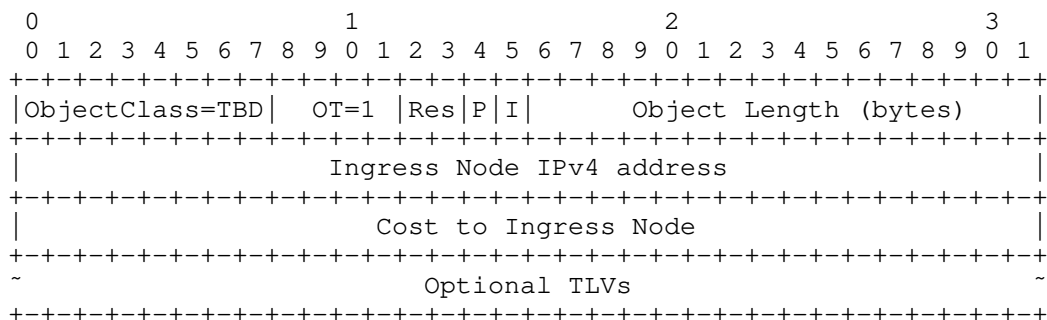 0                   1                   2                   3
 0 1 2 3 4 5 6 7 8 9 0 1 2 3 4 5 6 7 8 9 0 1 2 3 4 5 6 7 8 9 0 1
+-+-+-+-+-+-+-+-+-+-+-+-+-+-+-+-+-+-+-+-+-+-+-+-+-+-+-+-+-+-+-+-+
|ObjectClass=TBD|  OT=1 |Res|P|I|      Object Length (bytes)    |
+-+-+-+-+-+-+-+-+-+-+-+-+-+-+-+-+-+-+-+-+-+-+-+-+-+-+-+-+-+-+-+-+
|                   Ingress Node IPv4 address                   |
+-+-+-+-+-+-+-+-+-+-+-+-+-+-+-+-+-+-+-+-+-+-+-+-+-+-+-+-+-+-+-+-+
|                      Cost to Ingress Node                     |
+-+-+-+-+-+-+-+-+-+-+-+-+-+-+-+-+-+-+-+-+-+-+-+-+-+-+-+-+-+-+-+-+
~                         Optional TLVs                         ~
+-+-+-+-+-+-+-+-+-+-+-+-+-+-+-+-+-+-+-+-+-+-+-+-+-+-+-+-+-+-+-+-+